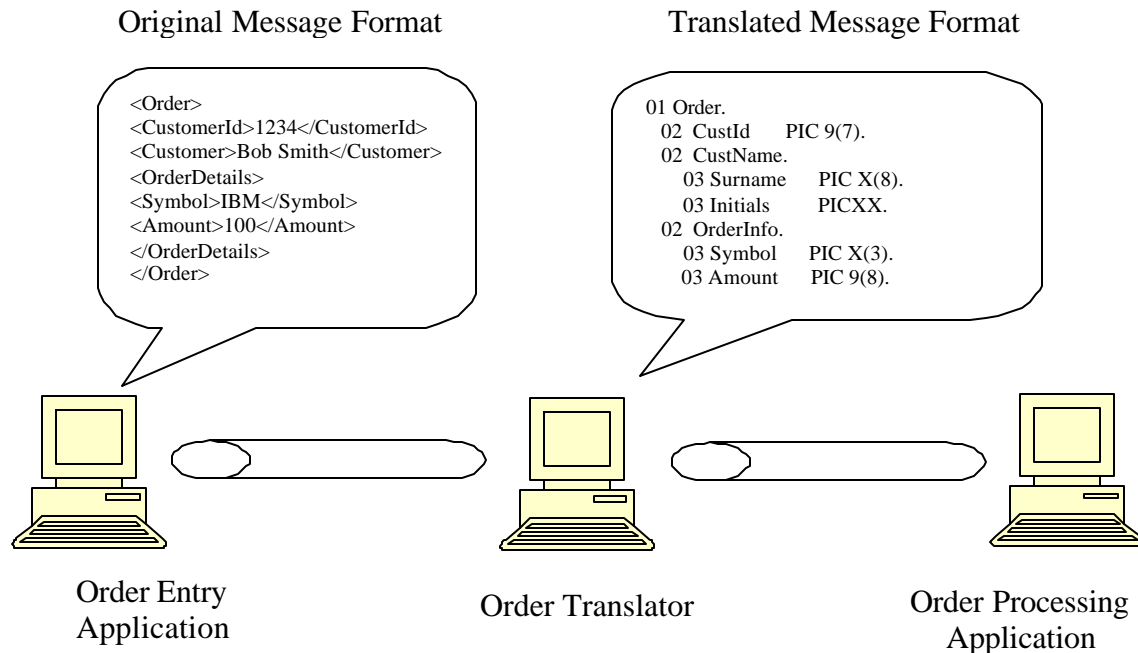 Original Message Format
Translated Message Format
<Order>
<CustomerId>1234</CustomerId>
<Customer>Bob Smith</Customer>
<OrderDetails>
<Symbol>IBM</Symbol>
<Amount>100</Amount>
</OrderDetails>
</Order>
01 Order.
02 CustId PIC 9(7).
02 CustName.
03 Surname PIC X(8).
03 Initials PICXX.
02 OrderInfo.
03 Symbol PIC X(3).
03 Amount PIC 9(8).
Order Entry
Application
Order Translator
Order Processing
Application